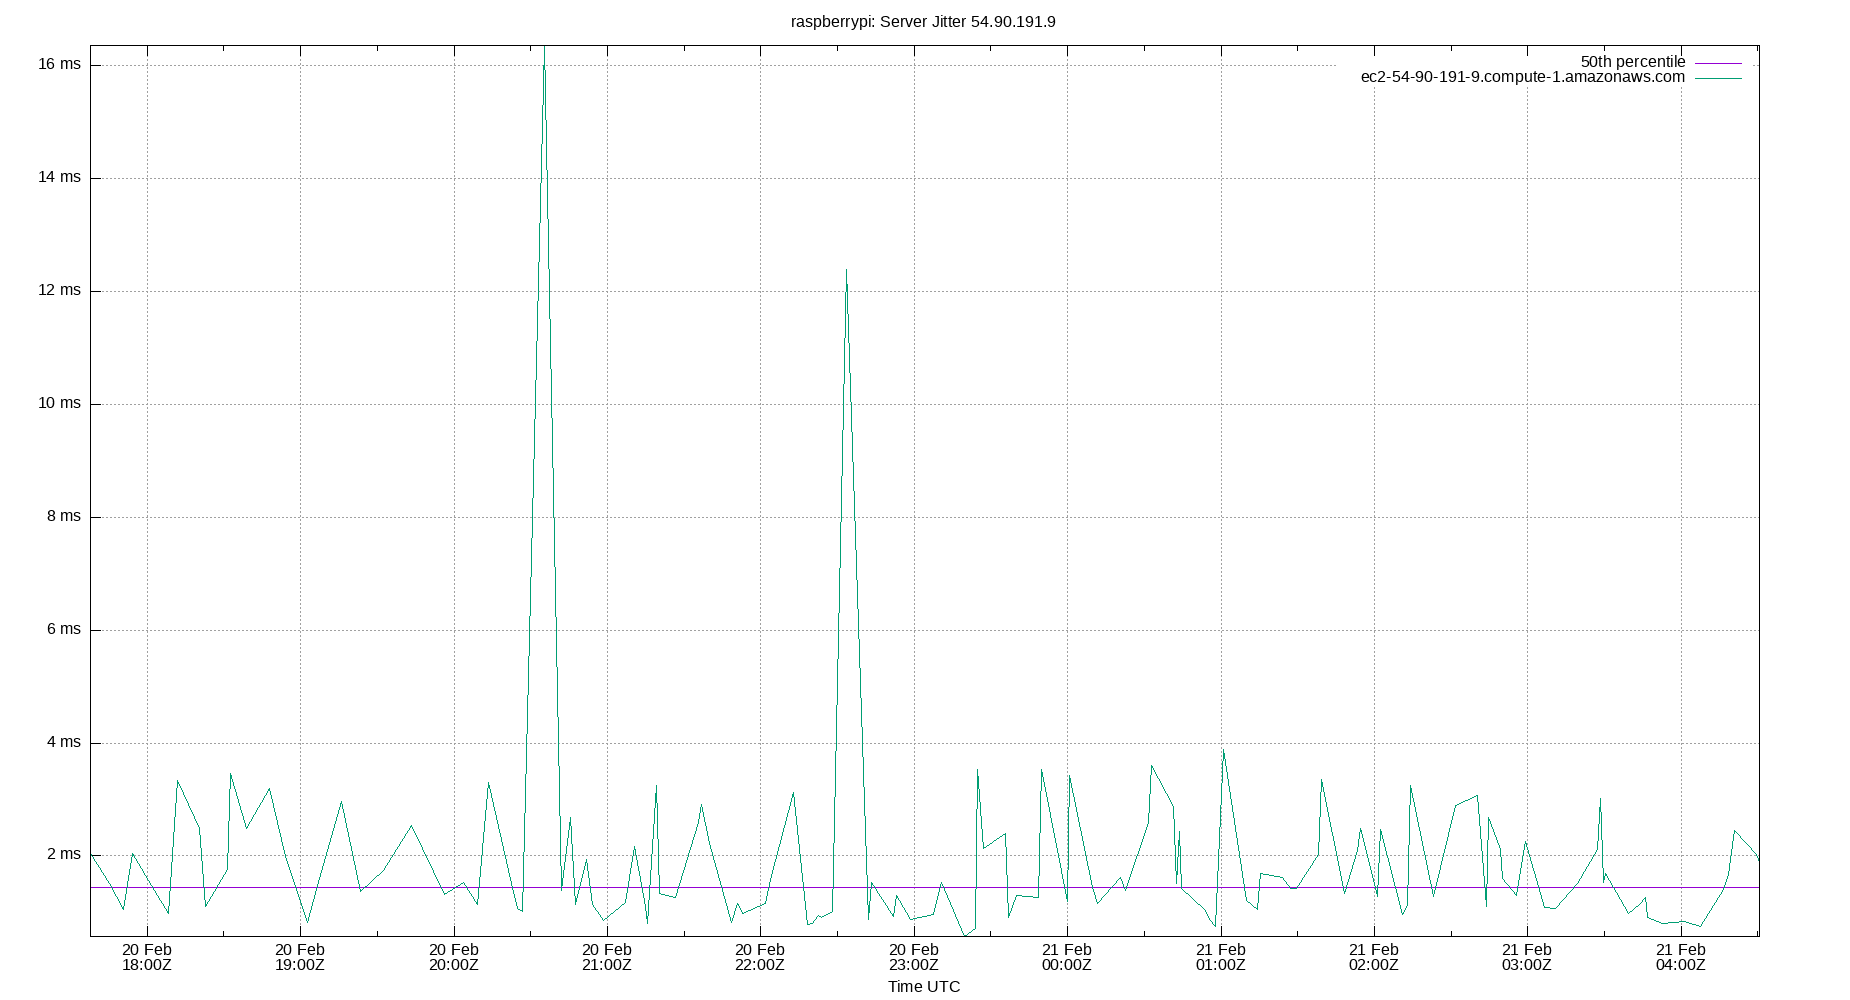 raspberrypi: Server Jitter 54.90.191.9
16 ms
14 ms
12 ms
10 ms
8 ms
6 ms
4 ms
2 ms
50th percentile
ec2-54-90-191-9.compute-1.amazonaws.com
20 Feb 20 Feb 20 Feb 20 Feb 20 Feb 20 Feb 21 Feb 21 Feb 21 Feb 21 Feb 21 Feb
18:00Z 19:00Z 20:00Z 21:00Z 22:00Z 23:00Z 00:00Z 01:00Z 02:00Z 03:00Z 04:00Z
Time UTC